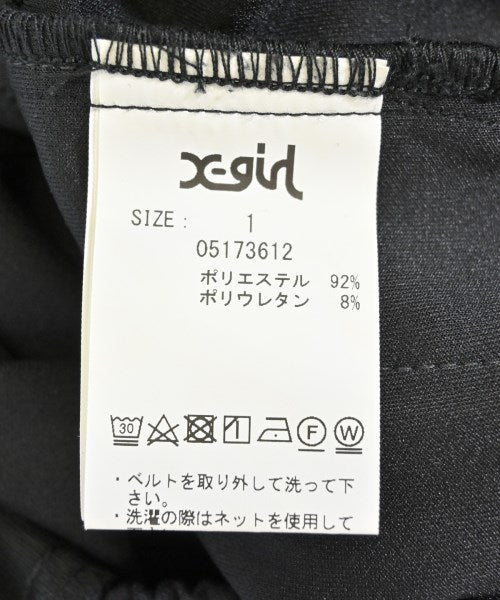 X-girl
SIZE: 1
05173612
ポリエステル 92%
ポリウレタン 8%
30 F W
・ベルトを取り外して洗って下
さい。
・洗濯の際はネットを使用して